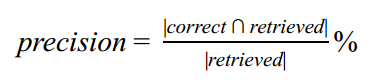 precision = |correct ∩ retrieved| / |retrieved| %